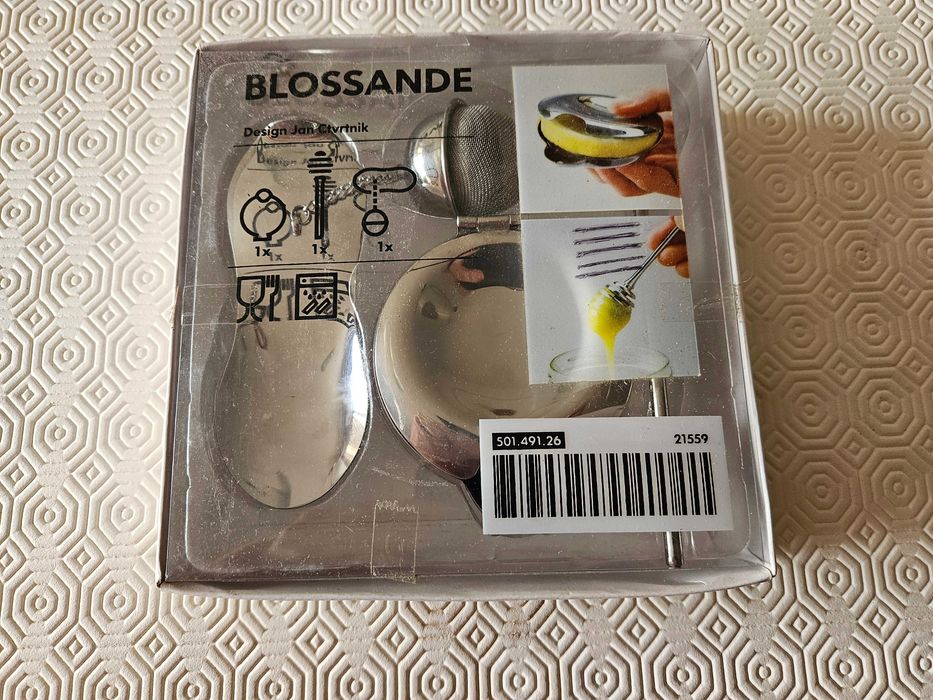 BLOSSANDE
Design Jan Ctvrtnik
1x
1x
1x
501.491.26
21559